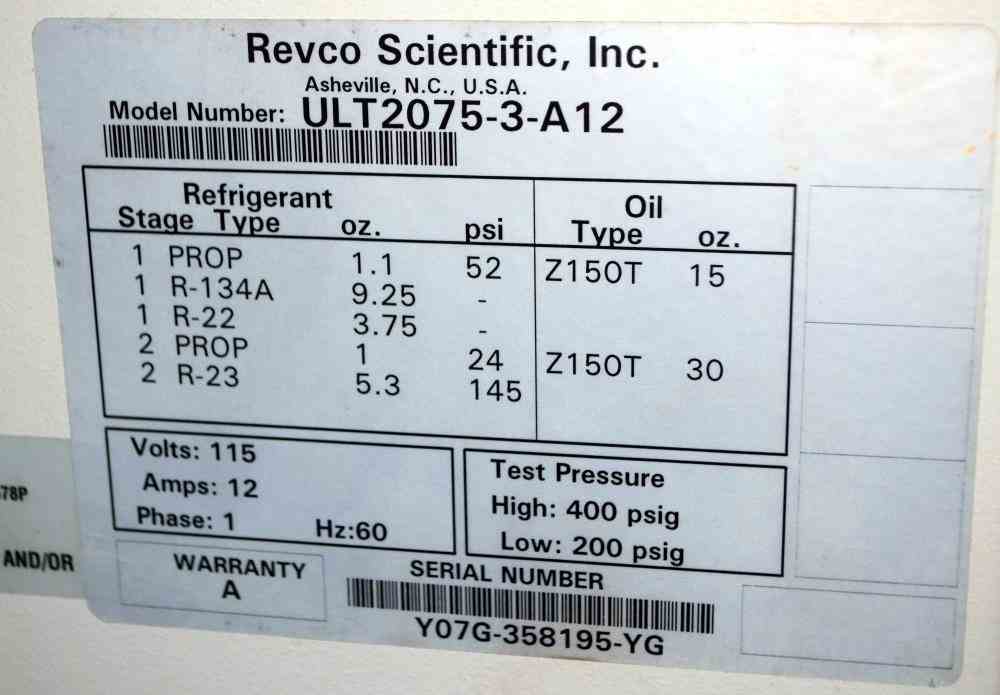 Revco Scientific, Inc.
Asheville, N.C., U.S.A.
Model Number: ULT2075-3-A12
Refrigerant Oil
Stage Type oz. psi Type oz.
1 PROP 1.1 52 Z150T 15
1 R-134A 9.25 -
1 R-22 3.75 -
2 PROP 1 24 Z150T 30
2 R-23 5.3 145
Volts: 115
Amps: 12
Phase: 1 Hz:60
Test Pressure
High: 400 psig
Low: 200 psig
WARRANTY
A
SERIAL NUMBER
Y07G-358195-YG
78P
AND/OR